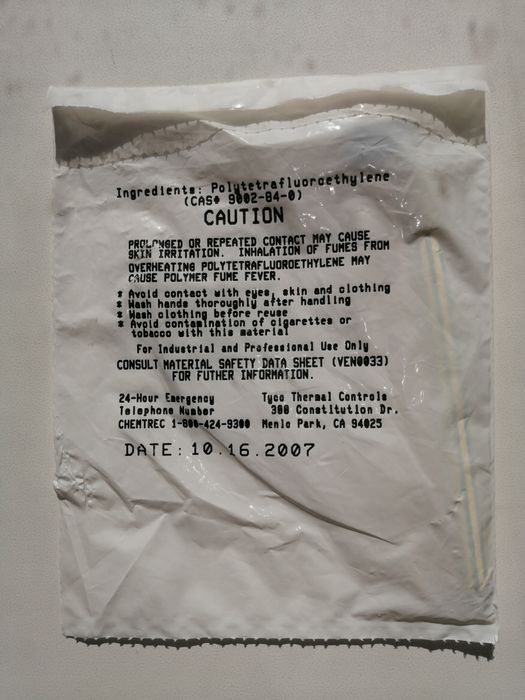 Ingredients: Polytetrafluoroethylene
(CAS# 9002-84-0)
CAUTION
PROLONGED OR REPEATED CONTACT MAY CAUSE
SKIN IRRITATION. INHALATION OF FUMES FROM
OVERHEATING POLYTETRAFLUOROETHYLENE MAY
CAUSE POLYMER FUME FEVER.
* Avoid contact with eyes, skin and clothing
* Wash hands thoroughly after handling
* Wash clothing before reuse
* Avoid contamination of cigarettes or
tobacco with this material
For Industrial and Professional Use Only
CONSULT MATERIAL SAFETY DATA SHEET (VEN0033)
FOR FUTHER INFORMATION.
24-Hour Emergency
Telephone Number
CHEMTREC 1-800-424-9300
Tyco Thermal Controls
300 Constitution Dr.
Menlo Park, CA 94025
DATE: 10.16.2007